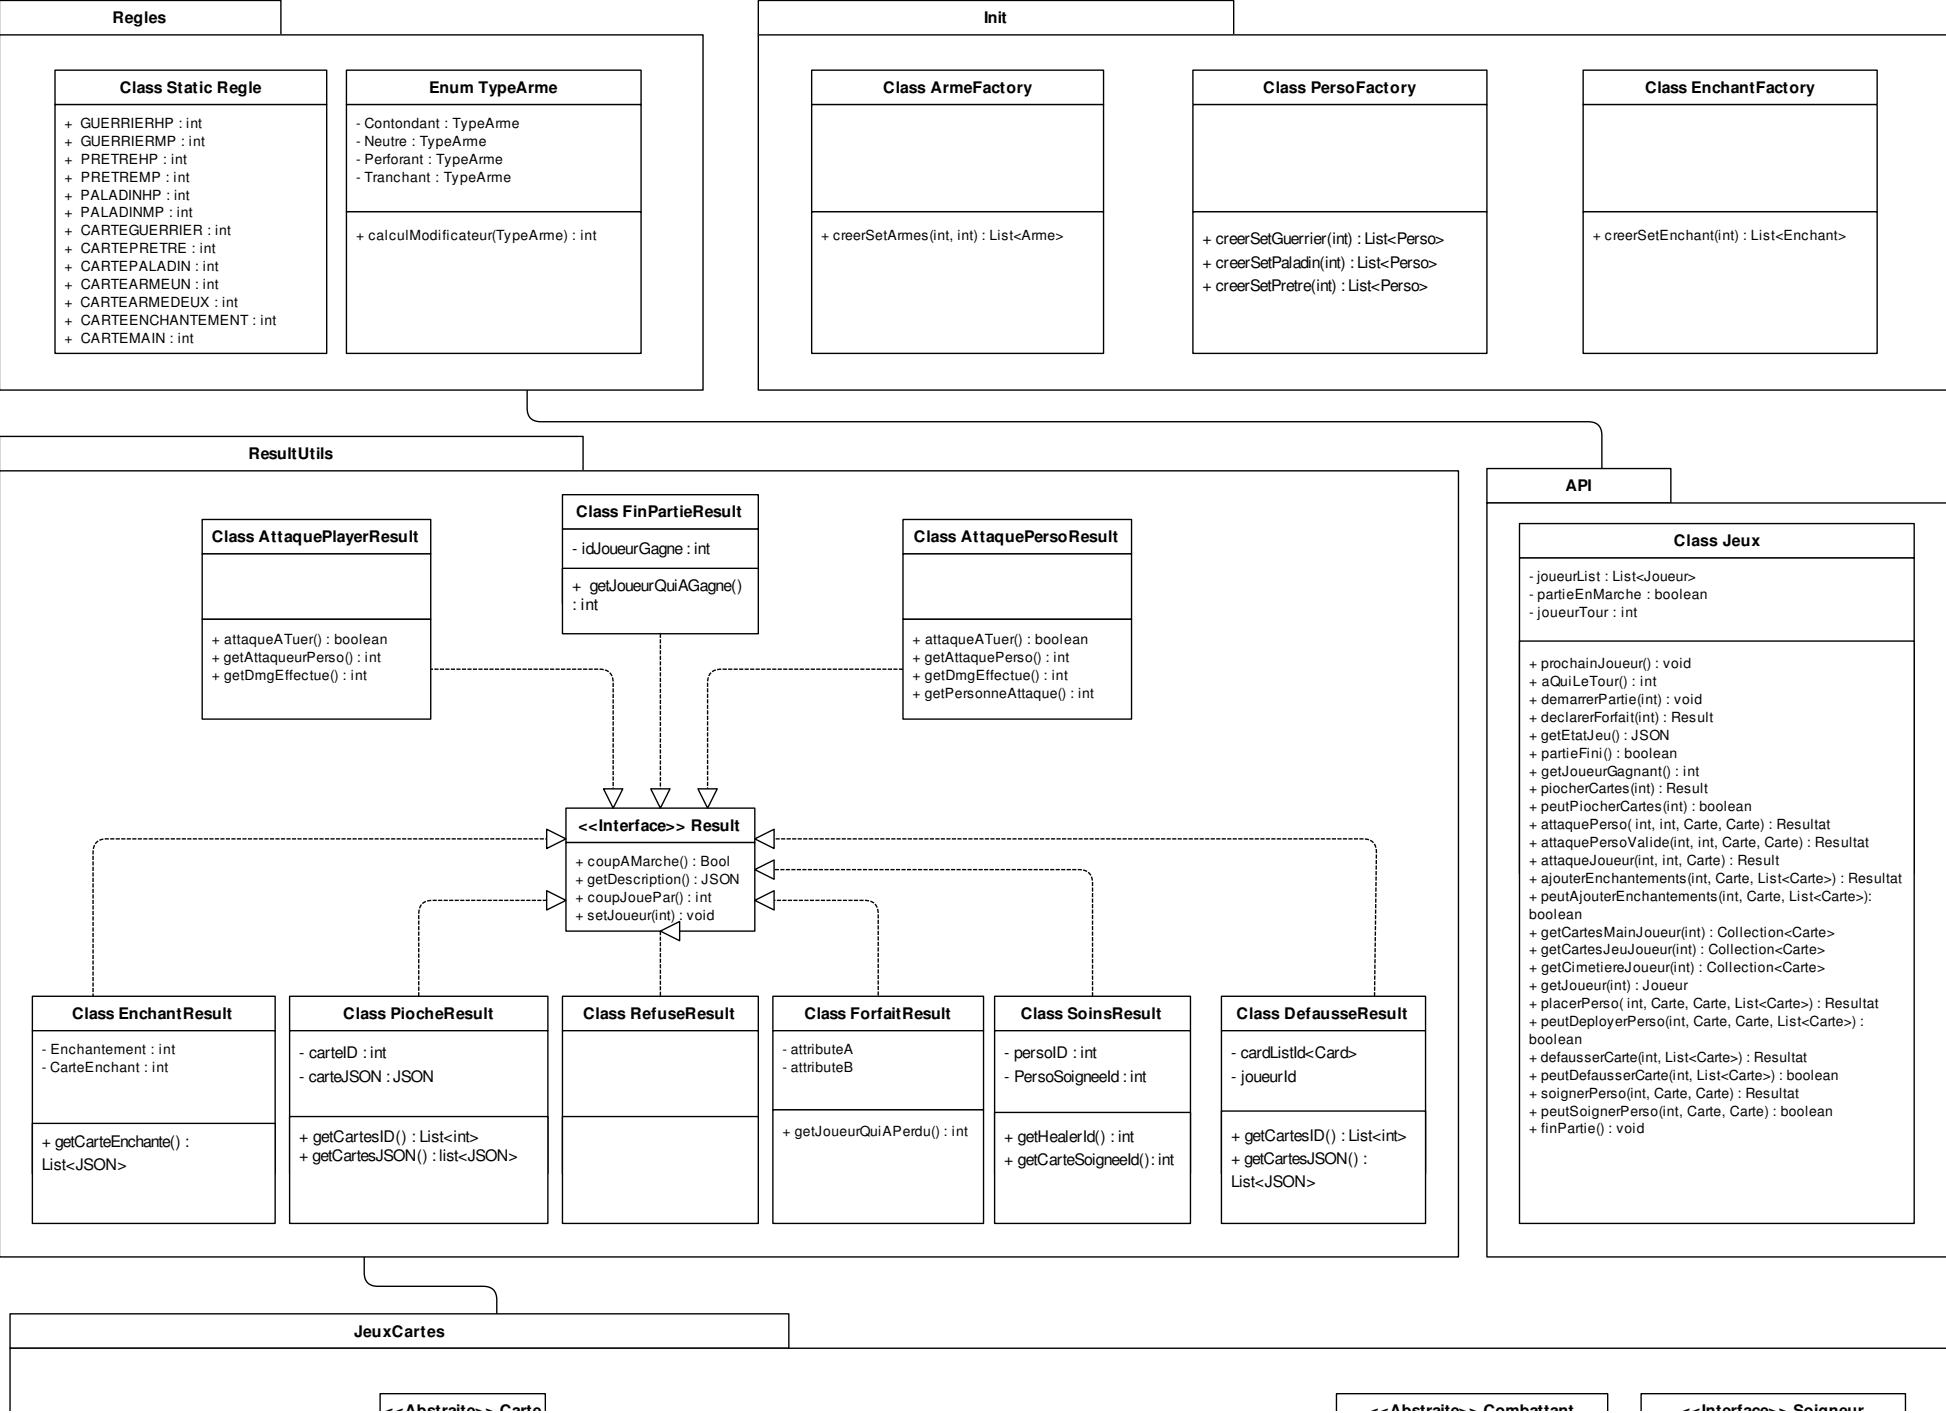 Regles
Class Static Regle
+ GUERRIERHP : int
+ GUERRIERMP : int
+ PRETREHP : int
+ PRETREMP : int
+ PALADINHP : int
+ PALADINMP : int
+ CARTEGUERRIER : int
+ CARTEPRETRE : int
+ CARTEPALADIN : int
+ CARTEARMEUN : int
+ CARTEARMEDEUX : int
+ CARTEENCHANTEMENT : int
+ CARTEMAIN : int
Enum TypeArme
- Contondant : TypeArme
- Neutre : TypeArme
- Perforant : TypeArme
- Tranchant : TypeArme
+ calculModificateur(TypeArme) : int
Init
Class ArmeFactory
+ creerSetArmes(int, int) : List<Arme>
Class PersoFactory
+ creerSetGuerrier(int) : List<Perso>
+ creerSetPaladin(int) : List<Perso>
+ creerSetPretre(int) : List<Perso>
Class EnchantFactory
+ creerSetEnchant(int) : List<Enchant>
ResultUtils
Class AttaquePlayerResult
+ attaqueATuer() : boolean
+ getAttaqueurPerso() : int
+ getDmgEffectue() : int
Class FinPartieResult
- idJoueurGagne : int
+ getJoueurQuiAGagne()
: int
Class AttaquePersoResult
+ attaqueATuer() : boolean
+ getAttaquePerso() : int
+ getDmgEffectue() : int
+ getPersonneAttaque() : int
<<Interface>> Result
+ coupAMarche() : Bool
+ getDescription() : JSON
+ coupJouePar() : int
+ setJoueur(int) : void
Class EnchantResult
- Enchantement : int
- CarteEnchant : int
+ getCarteEnchante() :
List<JSON>
Class PiocheResult
- carteID : int
- carteJSON : JSON
+ getCartesID() : List<int>
+ getCartesJSON() : list<JSON>
Class RefuseResult
Class ForfaitResult
- attributeA
- attributeB
+ getJoueurQuiAPerdu() : int
Class SoinsResult
- persoID : int
- PersoSoigneeId : int
+ getHealerId() : int
+ getCarteSoigneeId() : int
Class DefausseResult
- cardListId<Card>
- joueurId
+ getCartesID() : List<int>
+ getCartesJSON() :
List<JSON>
API
Class Jeux
- joueurList : List<Joueur>
- partieEnMarche : boolean
- joueurTour : int
+ prochainJoueur() : void
+ aQuiLeTour() : int
+ demarrerPartie(int) : void
+ declarerForfait(int) : Result
+ getEtatJeu() : JSON
+ partieFini() : boolean
+ getJoueurGagnant() : int
+ piocherCartes(int) : Result
+ peutPiocherCartes(int) : boolean
+ attaquePerso( int, int, Carte, Carte) : Resultat
+ attaquePersoValide(int, int, Carte, Carte) : Resultat
+ attaqueJoueur(int, int, Carte) : Result
+ ajouterEnchantements(int, Carte, List<Carte>) : Resultat
+ peutAjouterEnchantements(int, Carte, List<Carte>):
boolean
+ getCartesMainJoueur(int) : Collection<Carte>
+ getCartesJeuJoueur(int) : Collection<Carte>
+ getCimetiereJoueur(int) : Collection<Carte>
+ getJoueur(int) : Joueur
+ placerPerso( int, Carte, Carte, List<Carte>) : Resultat
+ peutDeployerPerso(int, Carte, Carte, List<Carte>) :
boolean
+ defausserCarte(int, List<Carte>) : Resultat
+ peutDefausserCarte(int, List<Carte>) : boolean
+ soignerPerso(int, Carte, Carte) : Resultat
+ peutSoignerPerso(int, Carte, Carte) : boolean
+ finPartie() : void
JeuxCartes
<<Abstraite>> Carte
<<Abstraite>> Combattant
<<Interface>> Soigneur